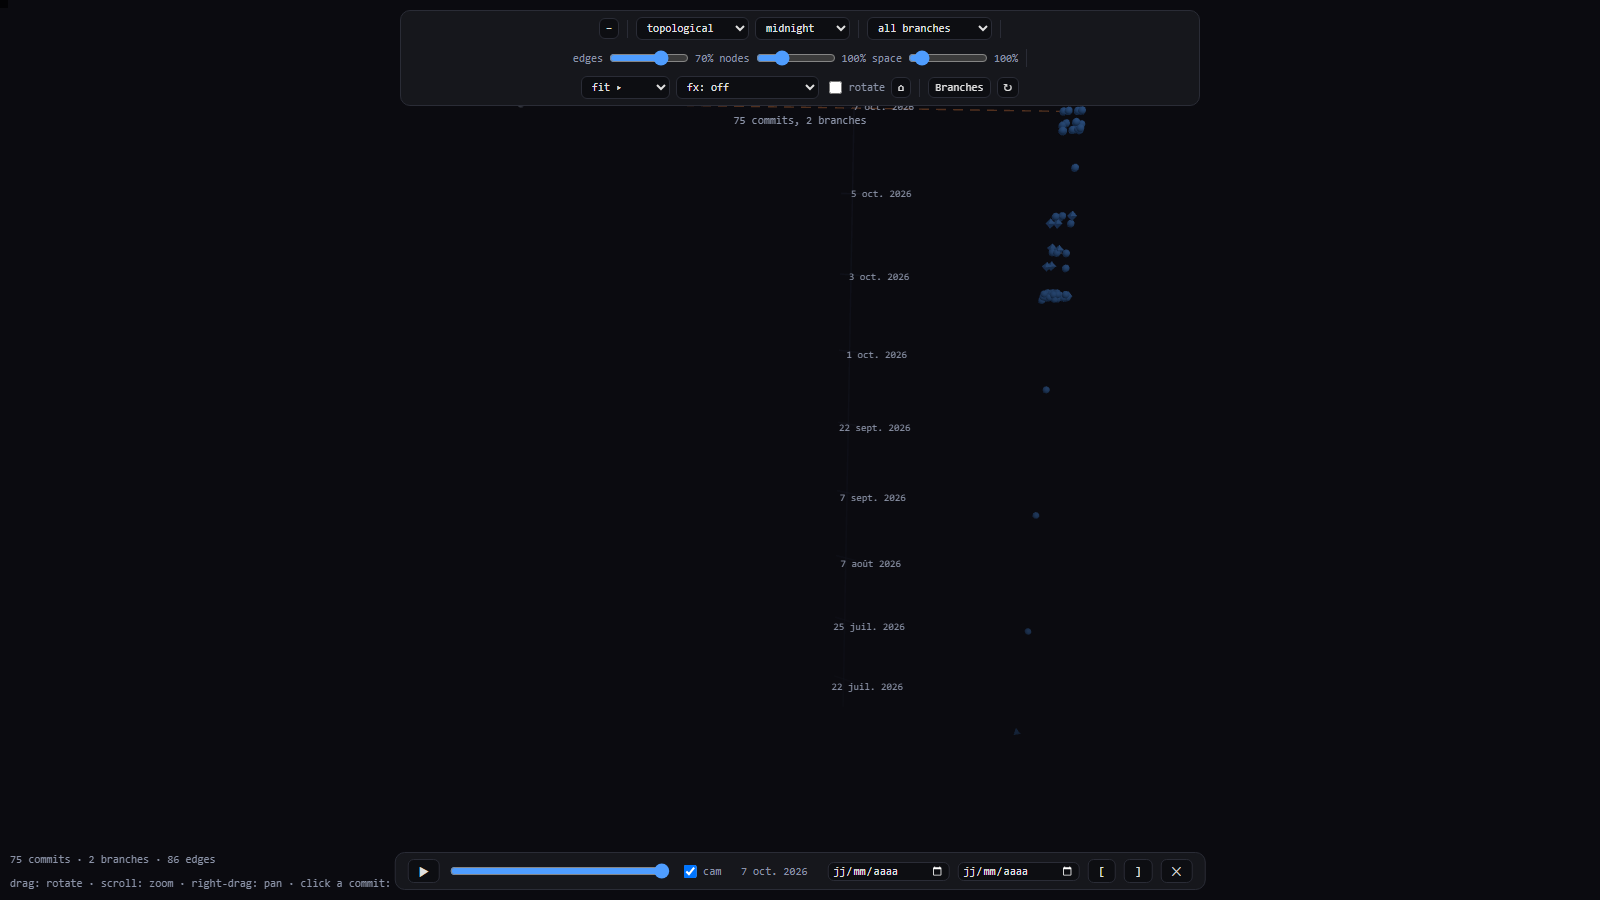 − topological midnight all branches
edges 70% nodes 100% space 100%
fit ▸ fx: off rotate ⌂ Branches ↻
7 oct. 2026
75 commits, 2 branches
5 oct. 2026
3 oct. 2026
1 oct. 2026
22 sept. 2026
7 sept. 2026
7 août 2026
25 juil. 2026
22 juil. 2026
75 commits · 2 branches · 86 edges
drag: rotate · scroll: zoom · right-drag: pan · click a commit:
▶ cam 7 oct. 2026 jj/mm/aaaa jj/mm/aaaa [ ] X